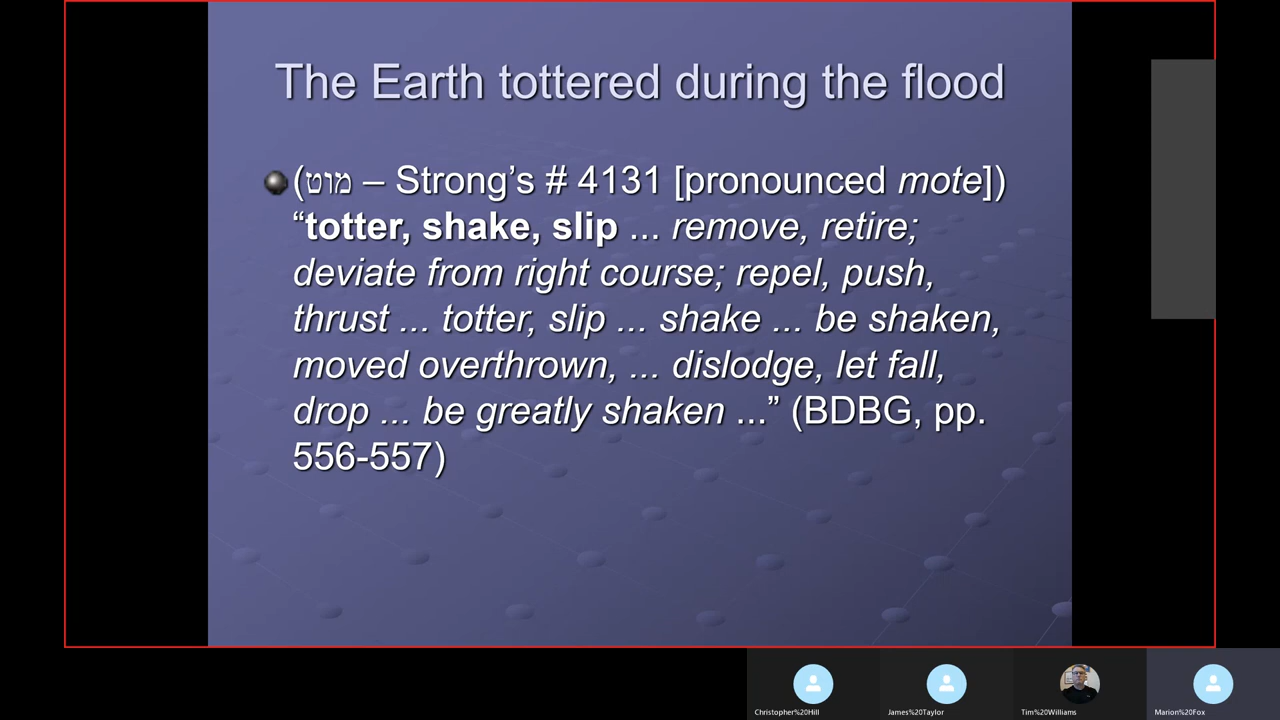 The Earth tottered during the flood
(מוט – Strong’s # 4131 [pronounced mote])
“totter, shake, slip ... remove, retire;
deviate from right course; repel, push,
thrust ... totter, slip ... shake ... be shaken,
moved overthrown, ... dislodge, let fall,
drop ... be greatly shaken ...” (BDBG, pp.
556-557)
Christopher%20Hill
James%20Taylor
Tim%20Williams
Marion%20Fox